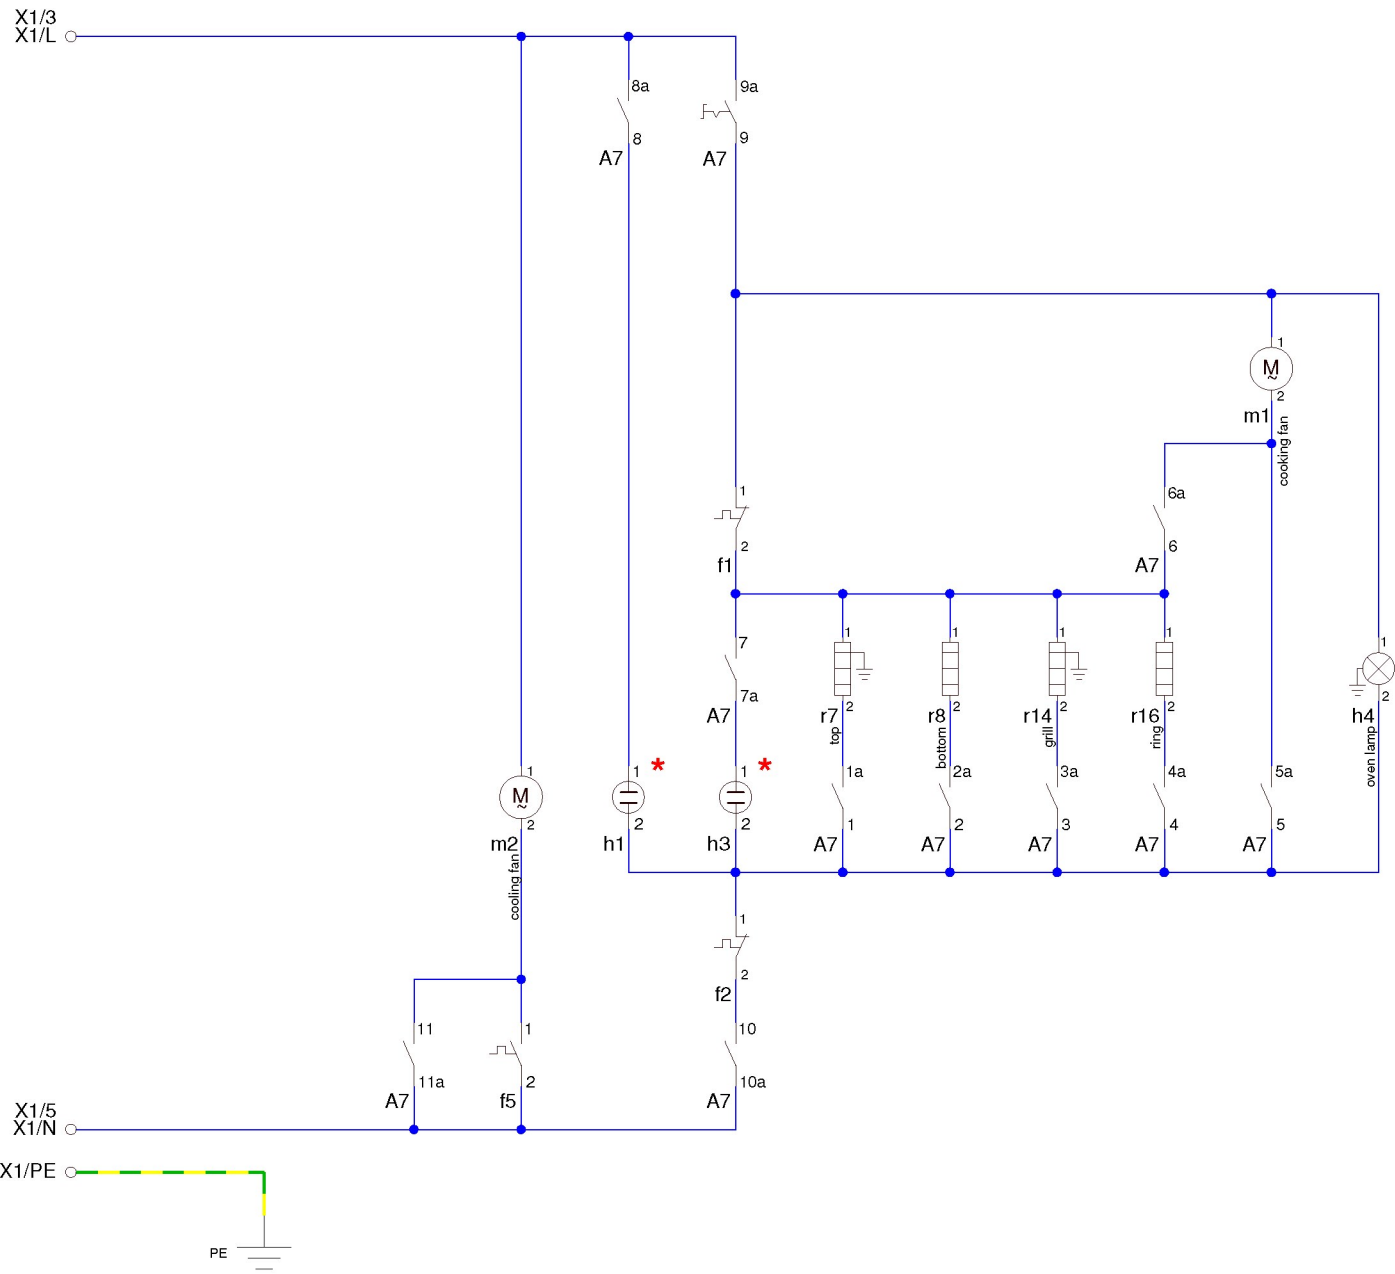 X1/3
X1/L
8a
9a
8
9
A7
A7
1
M
~
2
m1
cooking fan
1
6a
2
6
f1
A7
7
1
1
1
1
1
7a
2
2
2
2
2
A7
r7
r8
r14
r16
h4
top
bottom
grill
ring
oven lamp
*
*
1
1
1
1a
2a
3a
4a
5a
M
~
2
2
2
1
2
3
4
5
m2
h1
h3
A7
A7
A7
A7
A7
cooling fan
1
2
f2
11
1
10
11a
2
10a
A7
f5
A7
X1/5
X1/N
X1/PE
PE